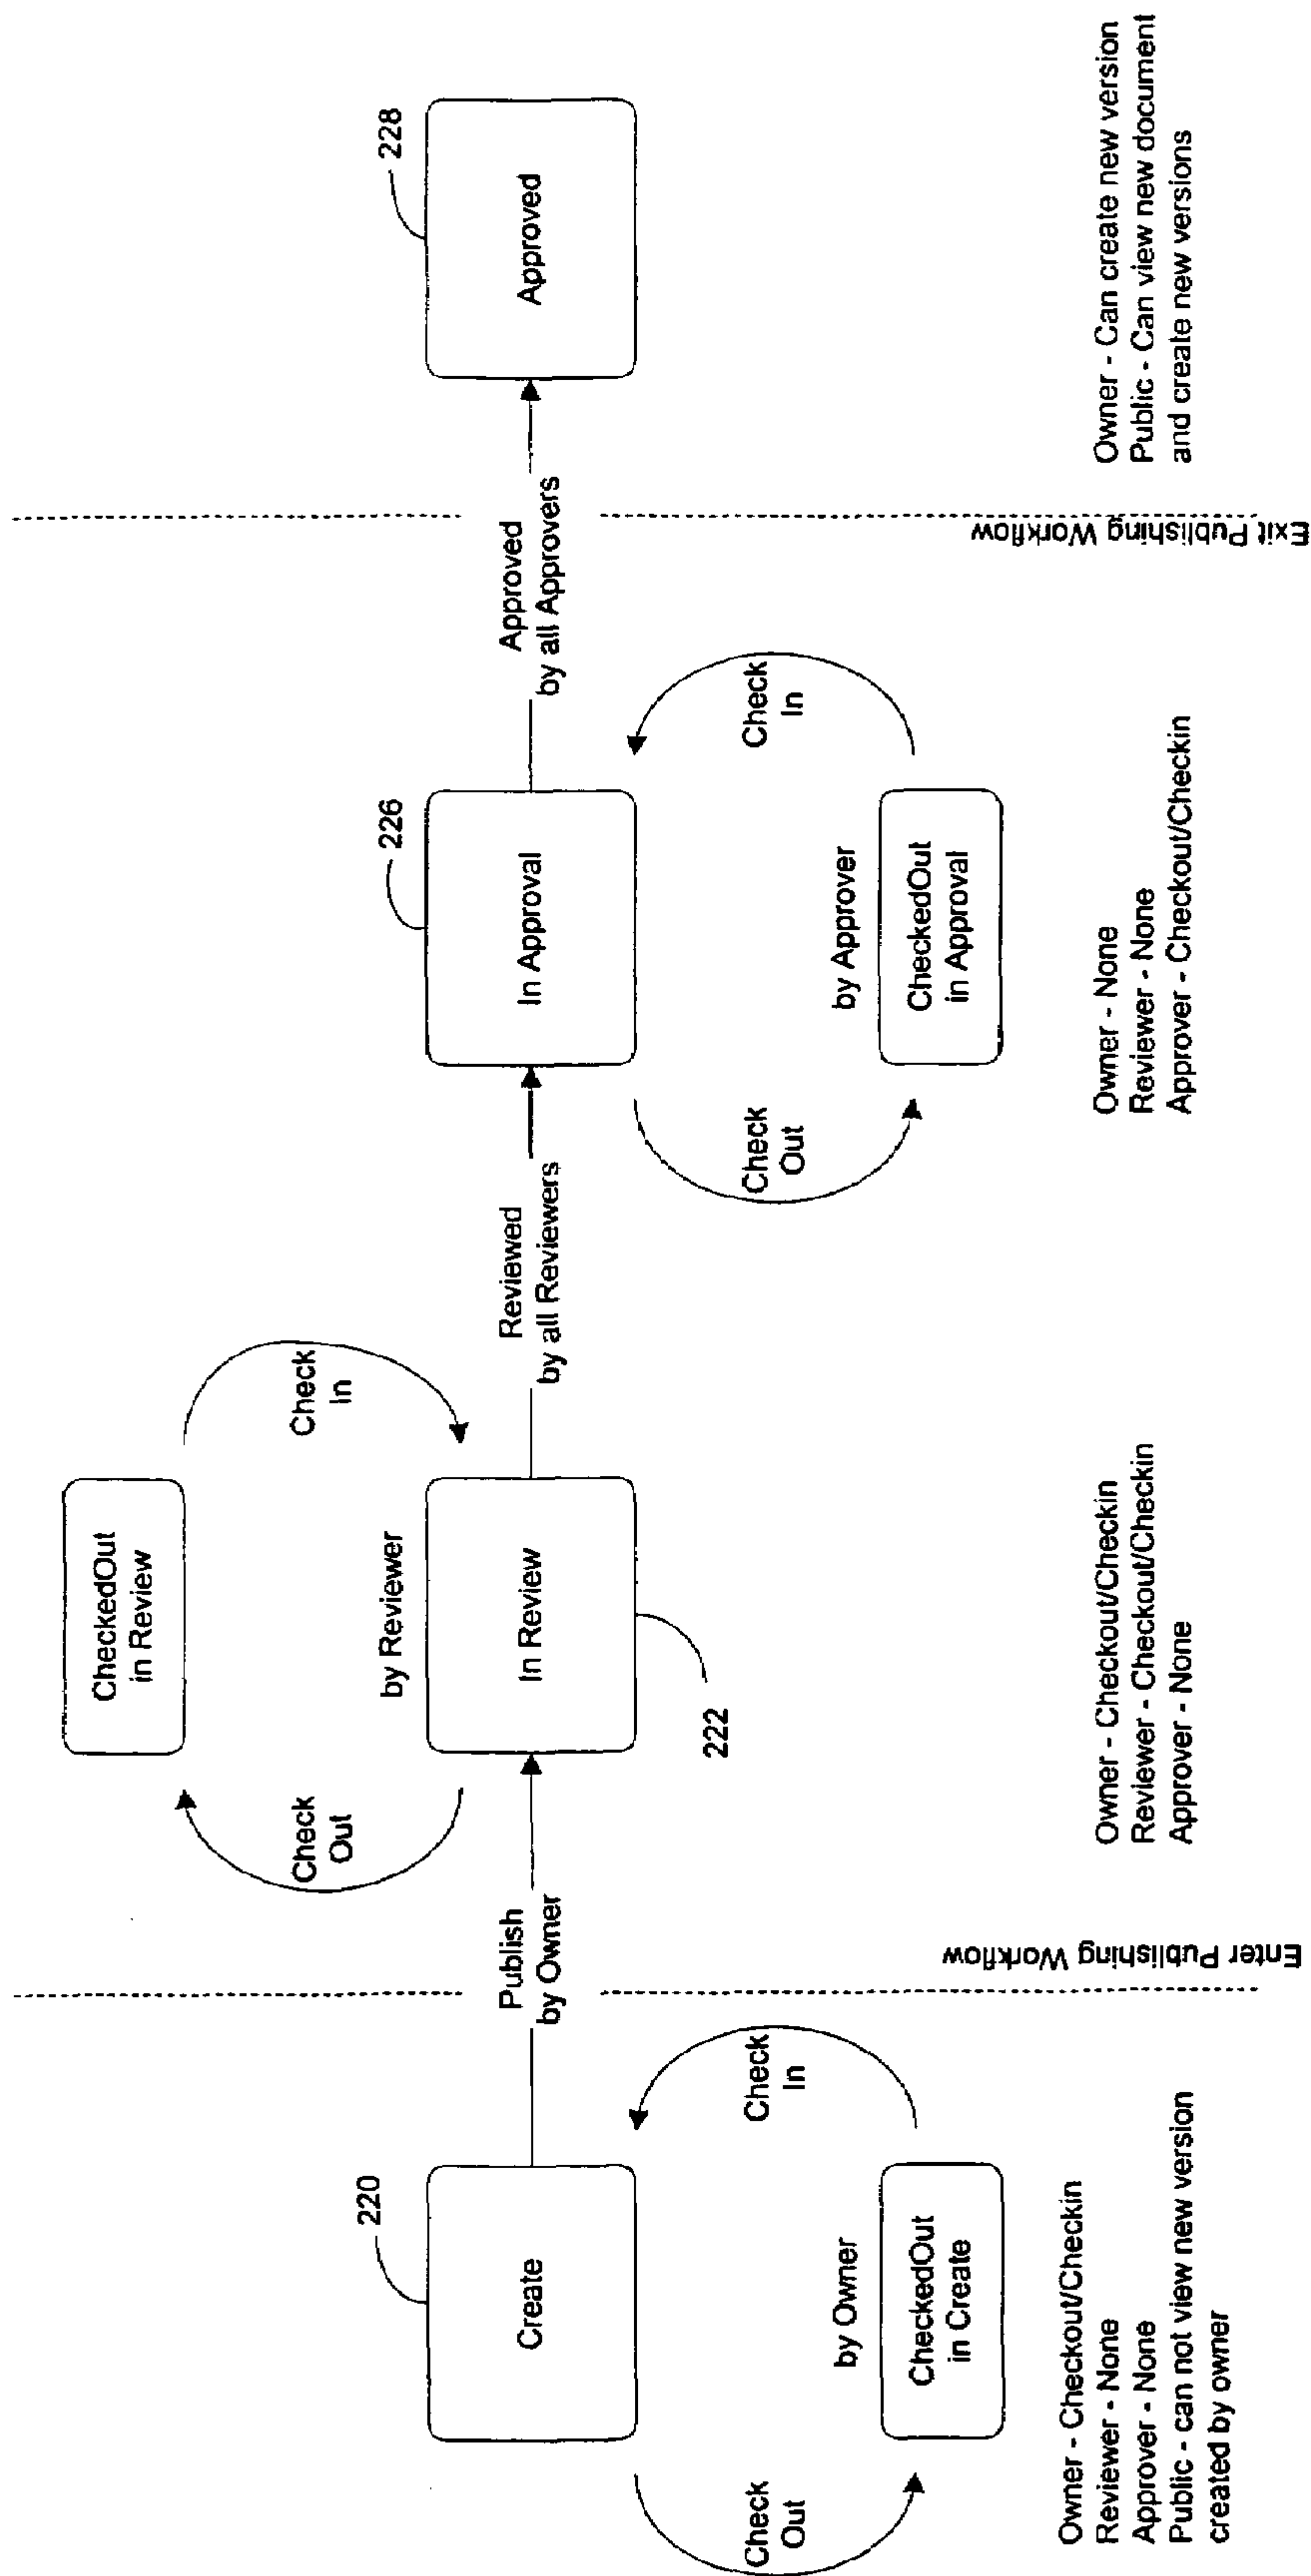 220
Create
Check
Out
Check
In
by Owner
CheckedOut
in Create
Owner - Checkout/Checkin
Reviewer - None
Approver - None
Public - can not view new version
created by owner
Publish
by Owner
Enter Publishing Workflow
CheckedOut
in Review
Check
Out
Check
In
by Reviewer
In Review
222
Owner - Checkout/Checkin
Reviewer - Checkout/Checkin
Approver - None
Reviewed
by all Reviewers
226
In Approval
Check
Out
Check
In
by Approver
CheckedOut
in Approval
Owner - None
Reviewer - None
Approver - Checkout/Checkin
Approved
by all Approvers
Exit Publishing Workflow
228
Approved
Owner - Can create new version
Public - Can view new document
and create new versions